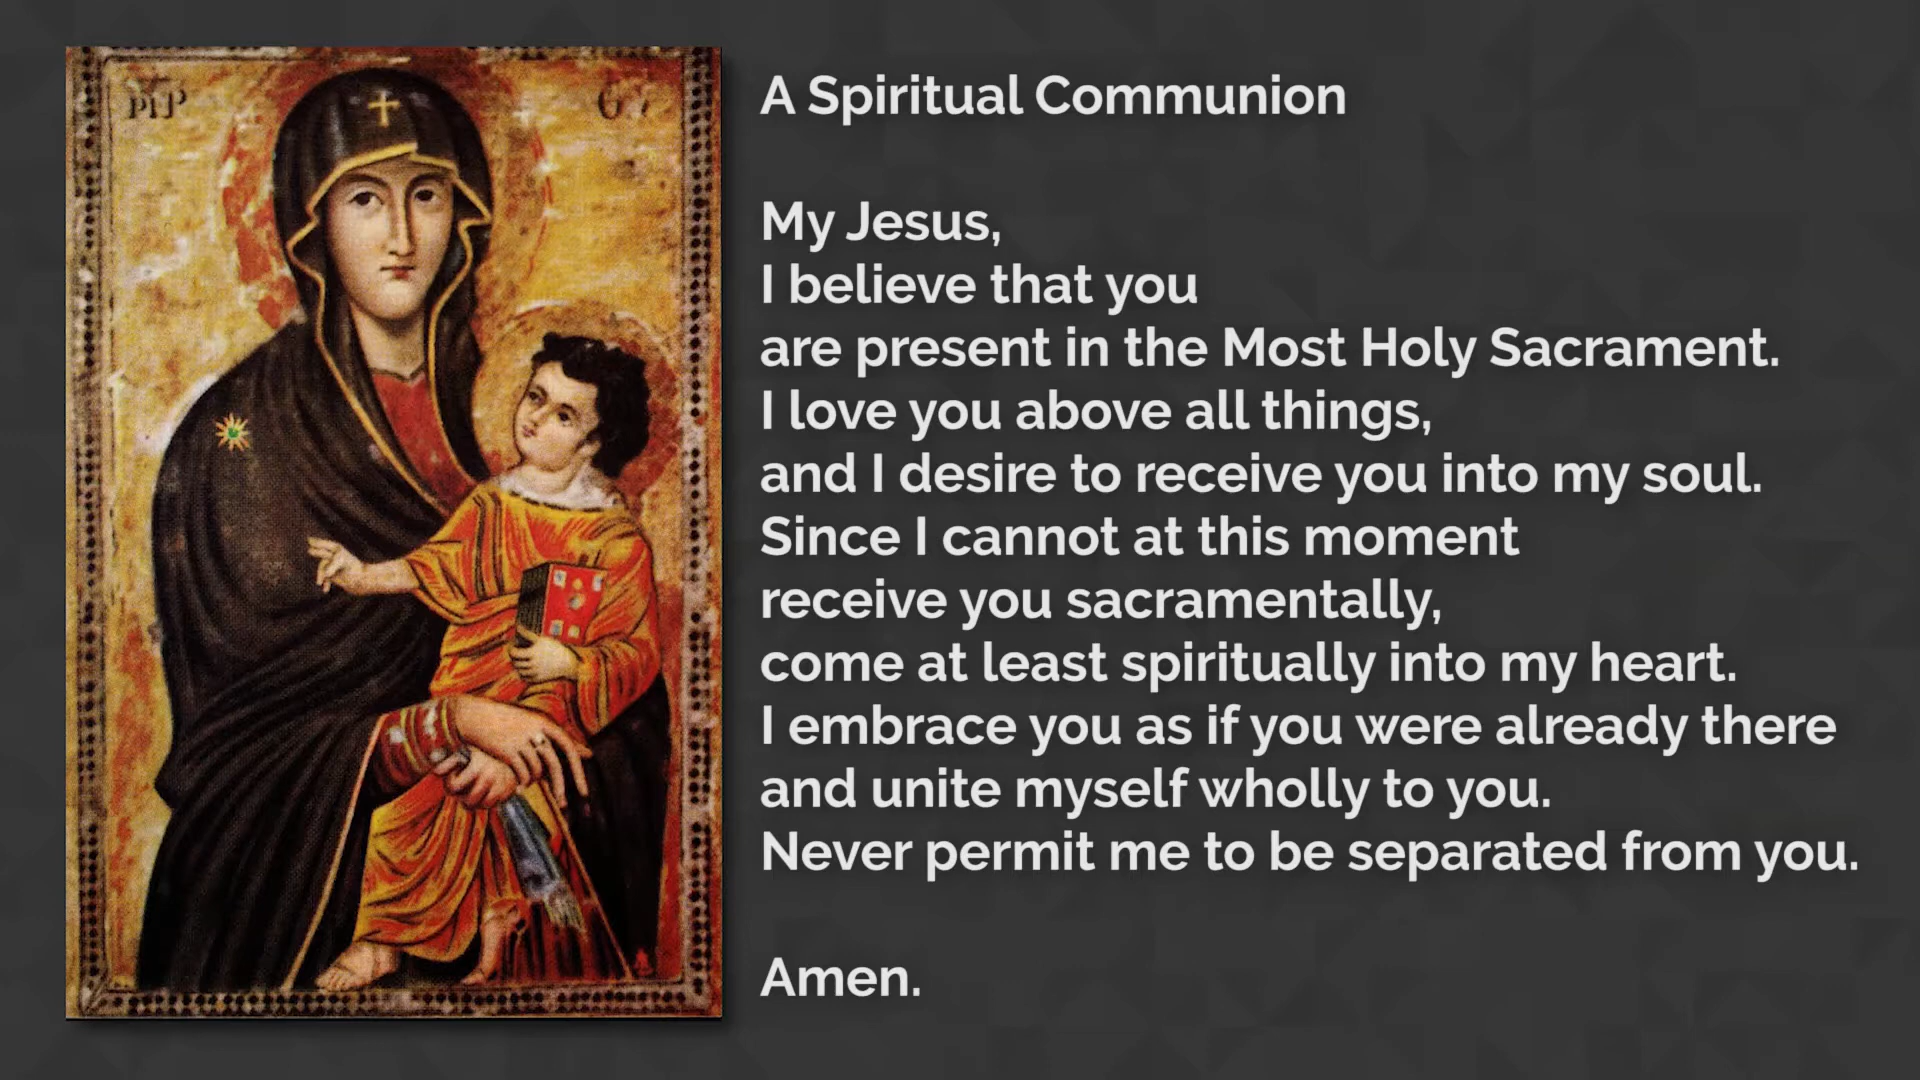 A Spiritual Communion
My Jesus,
I believe that you
are present in the Most Holy Sacrament.
I love you above all things,
and I desire to receive you into my soul.
Since I cannot at this moment
receive you sacramentally,
come at least spiritually into my heart.
I embrace you as if you were already there
and unite myself wholly to you.
Never permit me to be separated from you.
Amen.